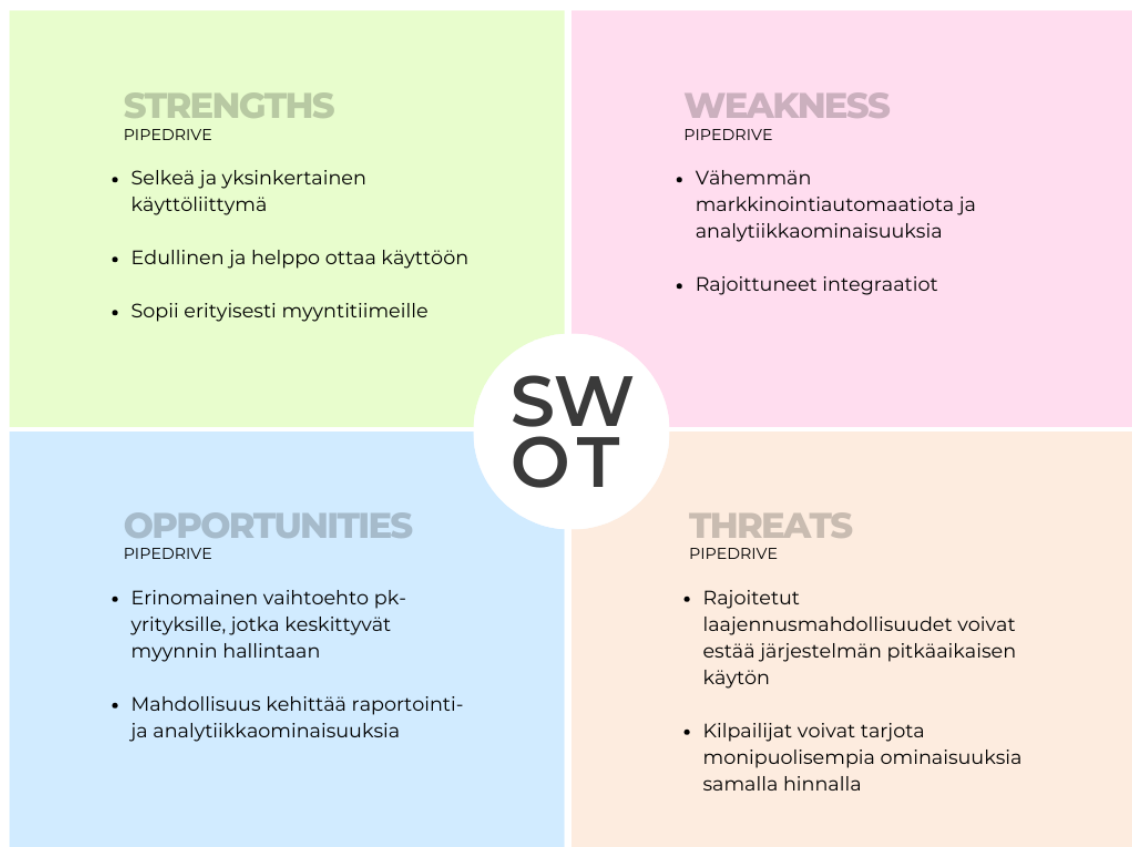 STRENGTHS
PIPEDRIVE
• Selkeä ja yksinkertainen
käyttöliittymä
• Edullinen ja helppo ottaa käyttöön
• Sopii erityisesti myyntitiimeille
WEAKNESS
PIPEDRIVE
• Vähemmän
markkinointiautomaatiota ja
analytiikkaominaisuuksia
• Rajoittuneet integraatiot
SW
OT
OPPORTUNITIES
PIPEDRIVE
• Erinomainen vaihtoehto pk-
yrityksille, jotka keskittyvät
myynnin hallintaan
• Mahdollisuus kehittää raportointi-
ja analytiikkaominaisuuksia
THREATS
PIPEDRIVE
• Rajoitetut
laajennusmahdollisuudet voivat
estää järjestelmän pitkäaikaisen
käytön
• Kilpailijat voivat tarjota
monipuolisempia ominaisuuksia
samalla hinnalla